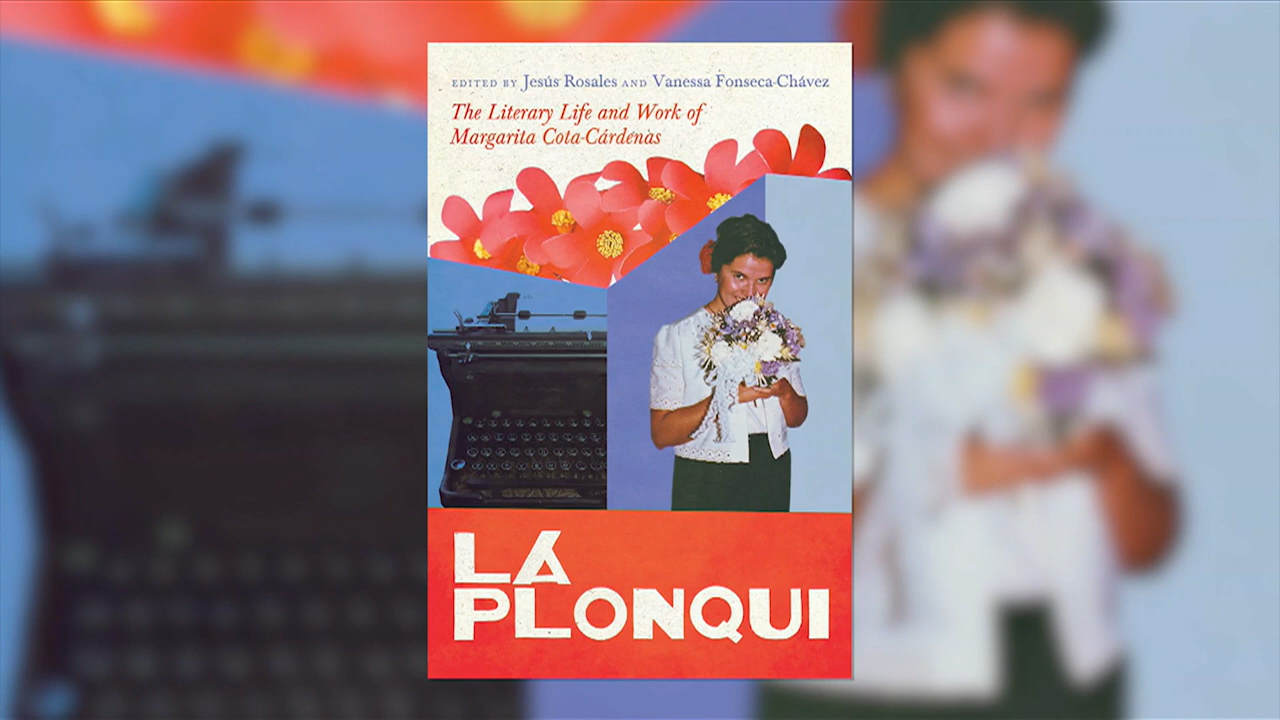 EDITED BY Jesús Rosales AND Vanessa Fonseca-Chávez
The Literary Life and Work of
Margarita Cota-Cárdenas
LA
PLONQUI